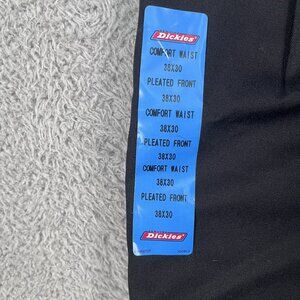 Dickies
COMFORT WAIST
38X30
PLEATED FRONT
38X30
COMFORT WAIST
38X30
PLEATED FRONT
38X30
COMFORT WAIST
38X30
PLEATED FRONT
38X30
Dickies